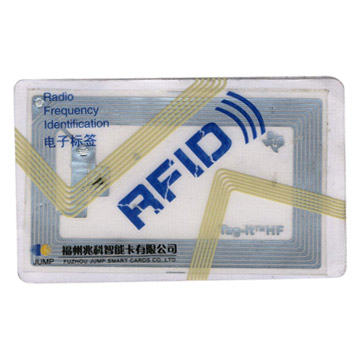 Radio
Frequency
Identification
电子标签
RFID
Tag-it™HF
JUMP
福州兆科智能卡有限公司
FUZHOU JUMP SMART CARDS CO.,LTD